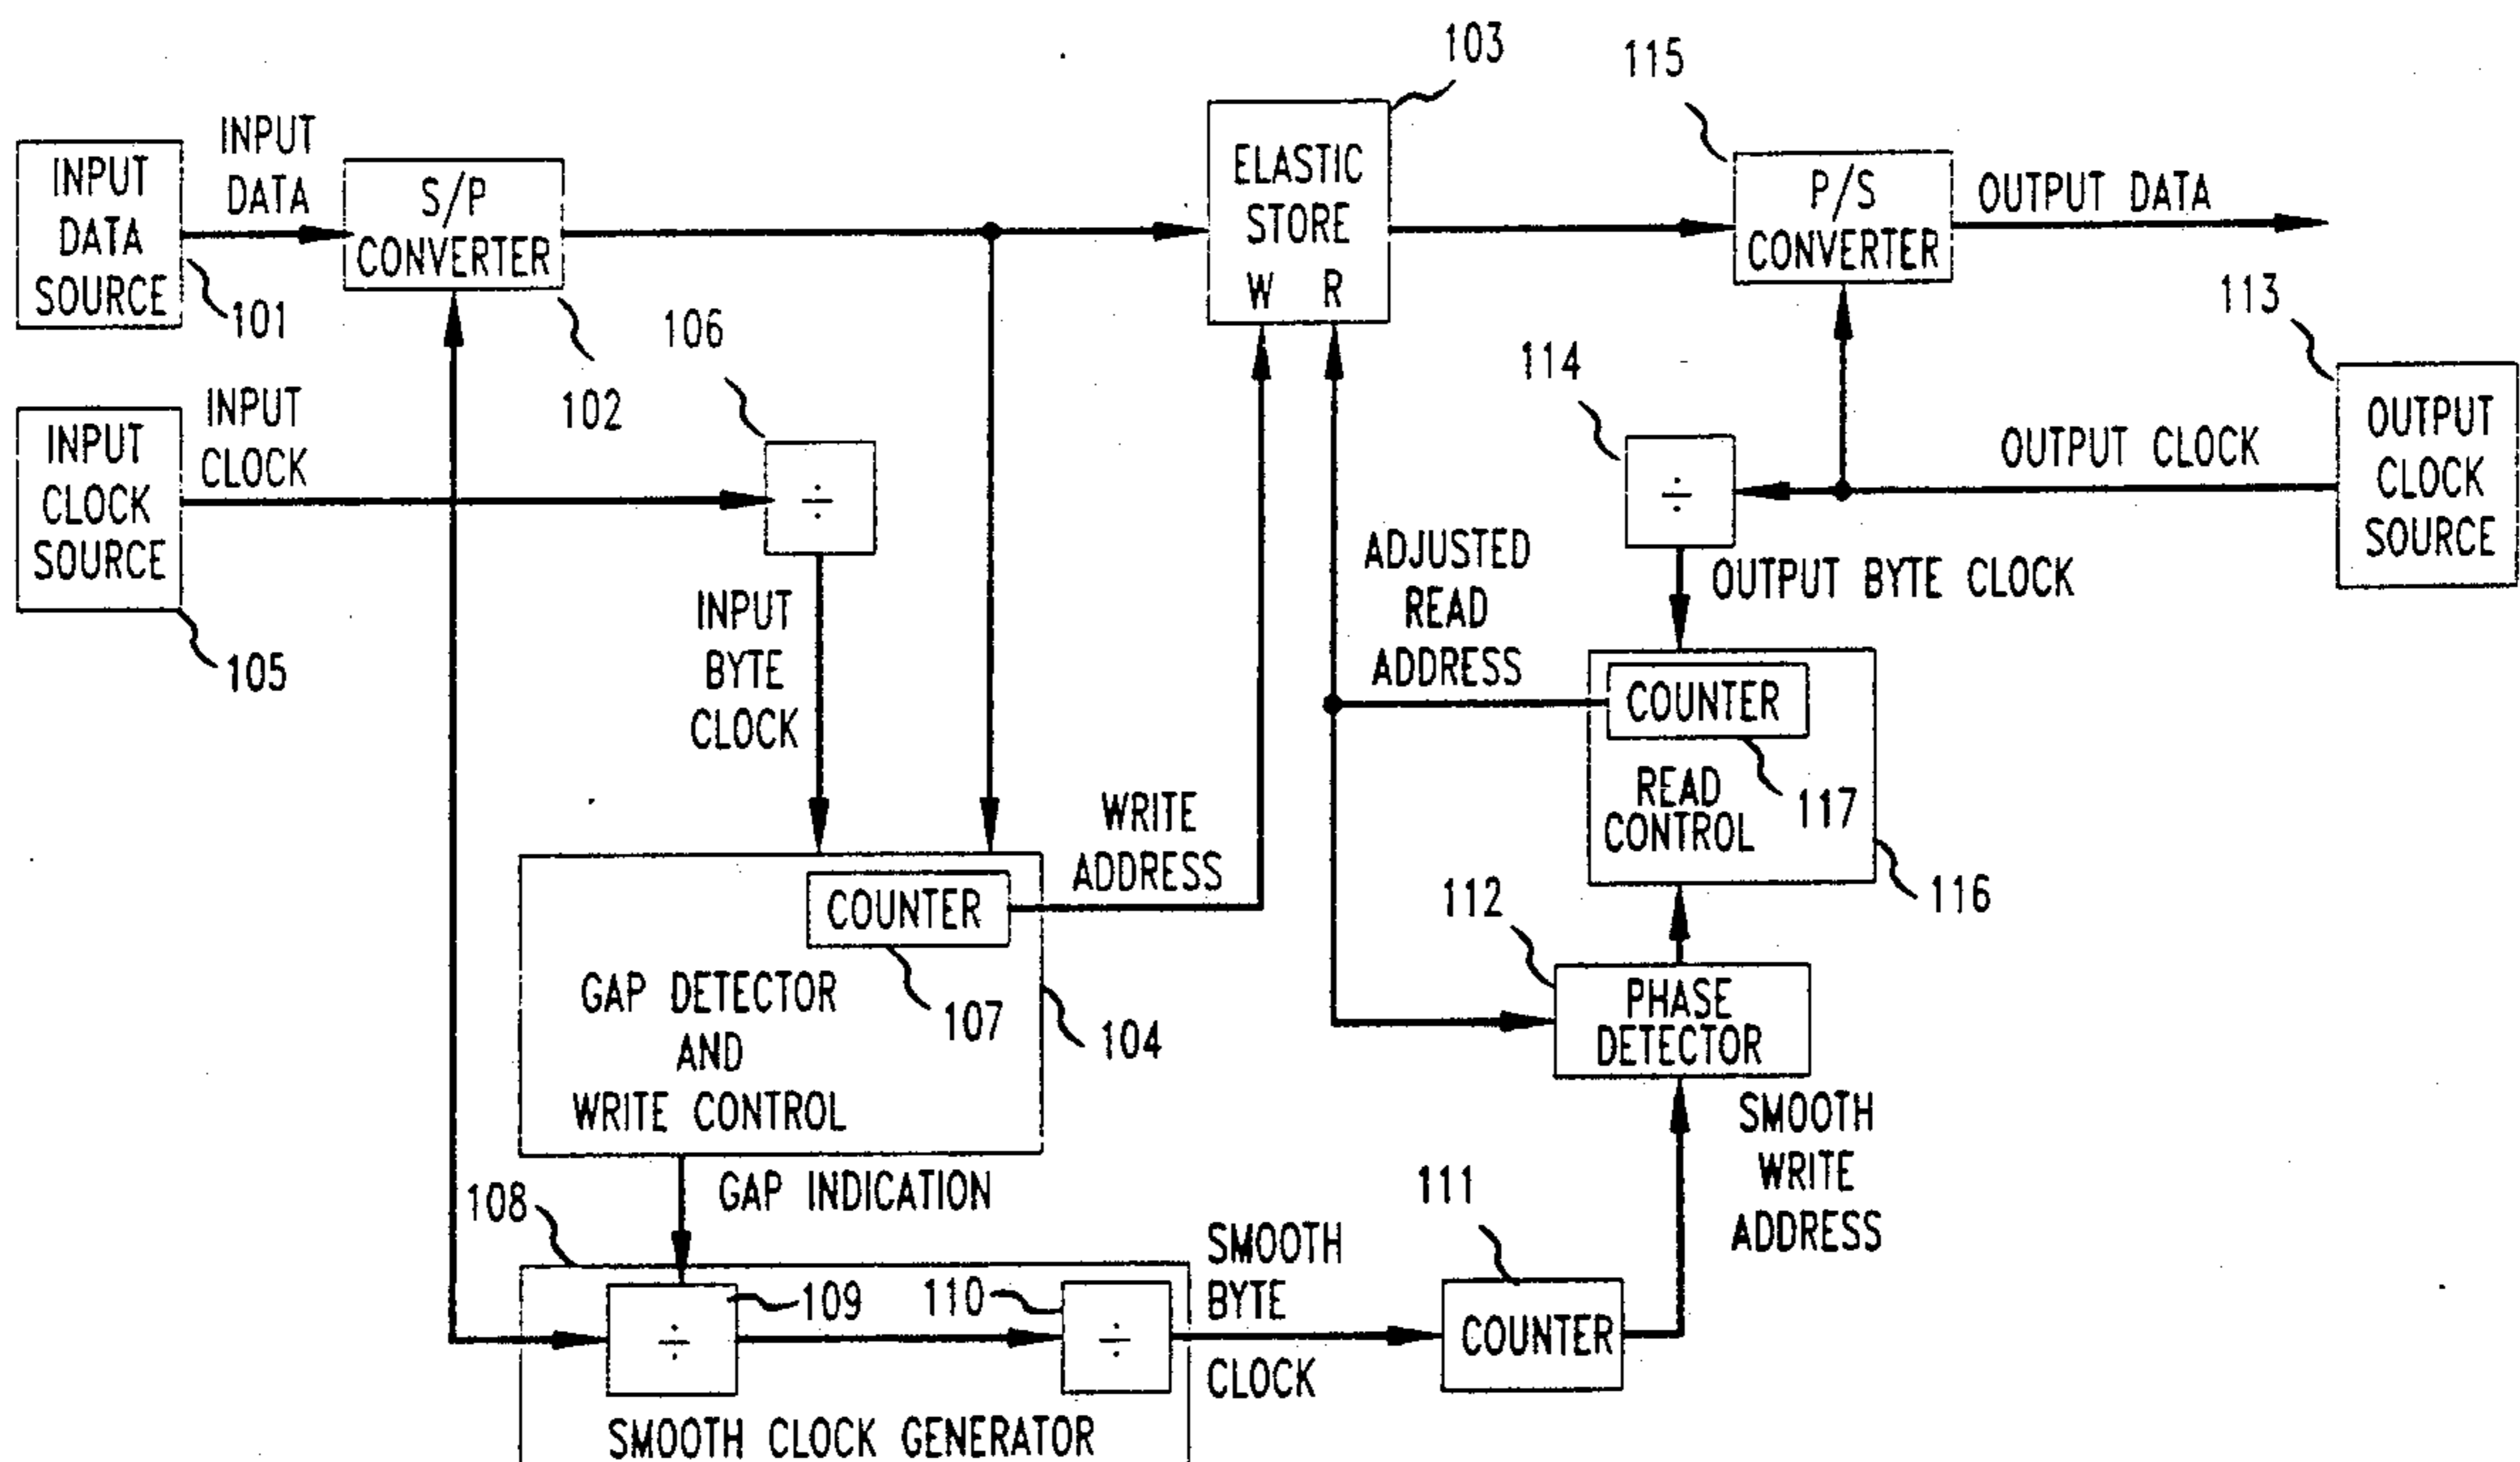 103
115
INPUT
DATA
INPUT
DATA
SOURCE
101
S/P
CONVERTER
102
ELASTIC
STORE
W R
P/S
CONVERTER
OUTPUT DATA
113
106
114
INPUT
CLOCK
INPUT
CLOCK
SOURCE
105
÷
÷
OUTPUT CLOCK
OUTPUT
CLOCK
SOURCE
INPUT
BYTE
CLOCK
ADJUSTED
READ
ADDRESS
OUTPUT BYTE CLOCK
COUNTER
117
READ
CONTROL
116
WRITE
ADDRESS
COUNTER
107
GAP DETECTOR
AND
WRITE CONTROL
104
112
PHASE
DETECTOR
SMOOTH
WRITE
ADDRESS
GAP INDICATION
108
÷
109
110
÷
SMOOTH
BYTE
CLOCK
111
COUNTER
SMOOTH CLOCK GENERATOR